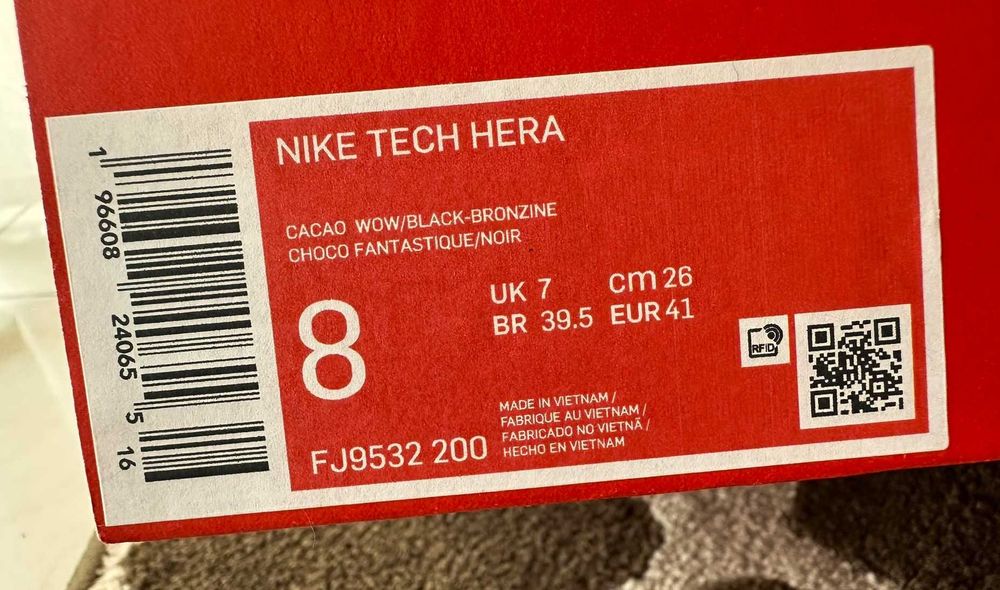 NIKE TECH HERA
CACAO WOW/BLACK-BRONZINE
CHOCO FANTASTIQUE/NOIR
8
UK 7 cm 26
BR 39.5 EUR 41
RFID
MADE IN VIETNAM /
FABRIQUE AU VIETNAM /
FABRICADO NO VIETNÃ /
HECHO EN VIETNAM
FJ9532 200
1 96608 24065 5 16